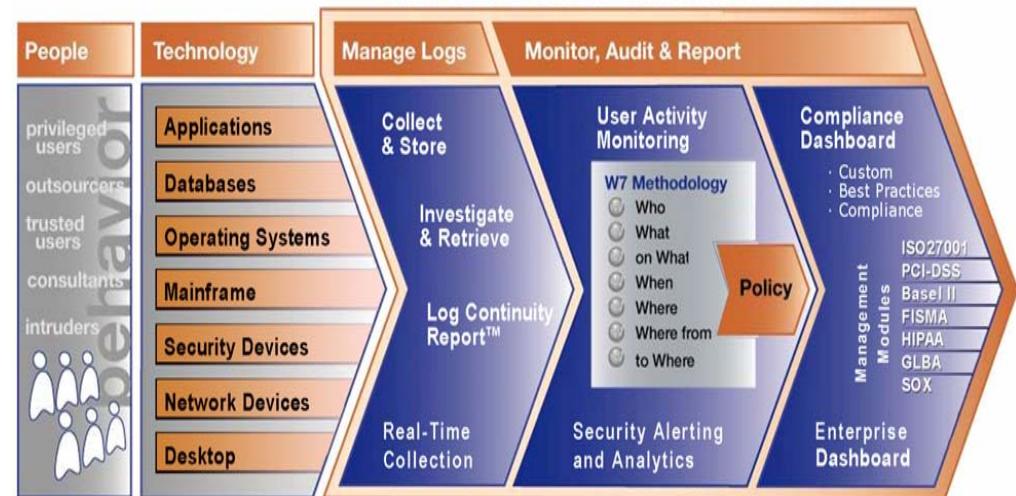 People
Technology
Manage Logs
Monitor, Audit & Report
behavior
privileged
users
outsourcers
trusted
users
consultants
intruders
Applications
Databases
Operating Systems
Mainframe
Security Devices
Network Devices
Desktop
Collect
& Store
Investigate
& Retrieve
Log Continuity
Report™
Real-Time
Collection
User Activity
Monitoring
W7 Methodology
Who
What
on What
When
Where
Where from
to Where
Policy
Security Alerting
and Analytics
Compliance
Dashboard
· Custom
· Best Practices
· Compliance
Management
Modules
ISO27001
PCI-DSS
Basel II
FISMA
HIPAA
GLBA
SOX
Enterprise
Dashboard